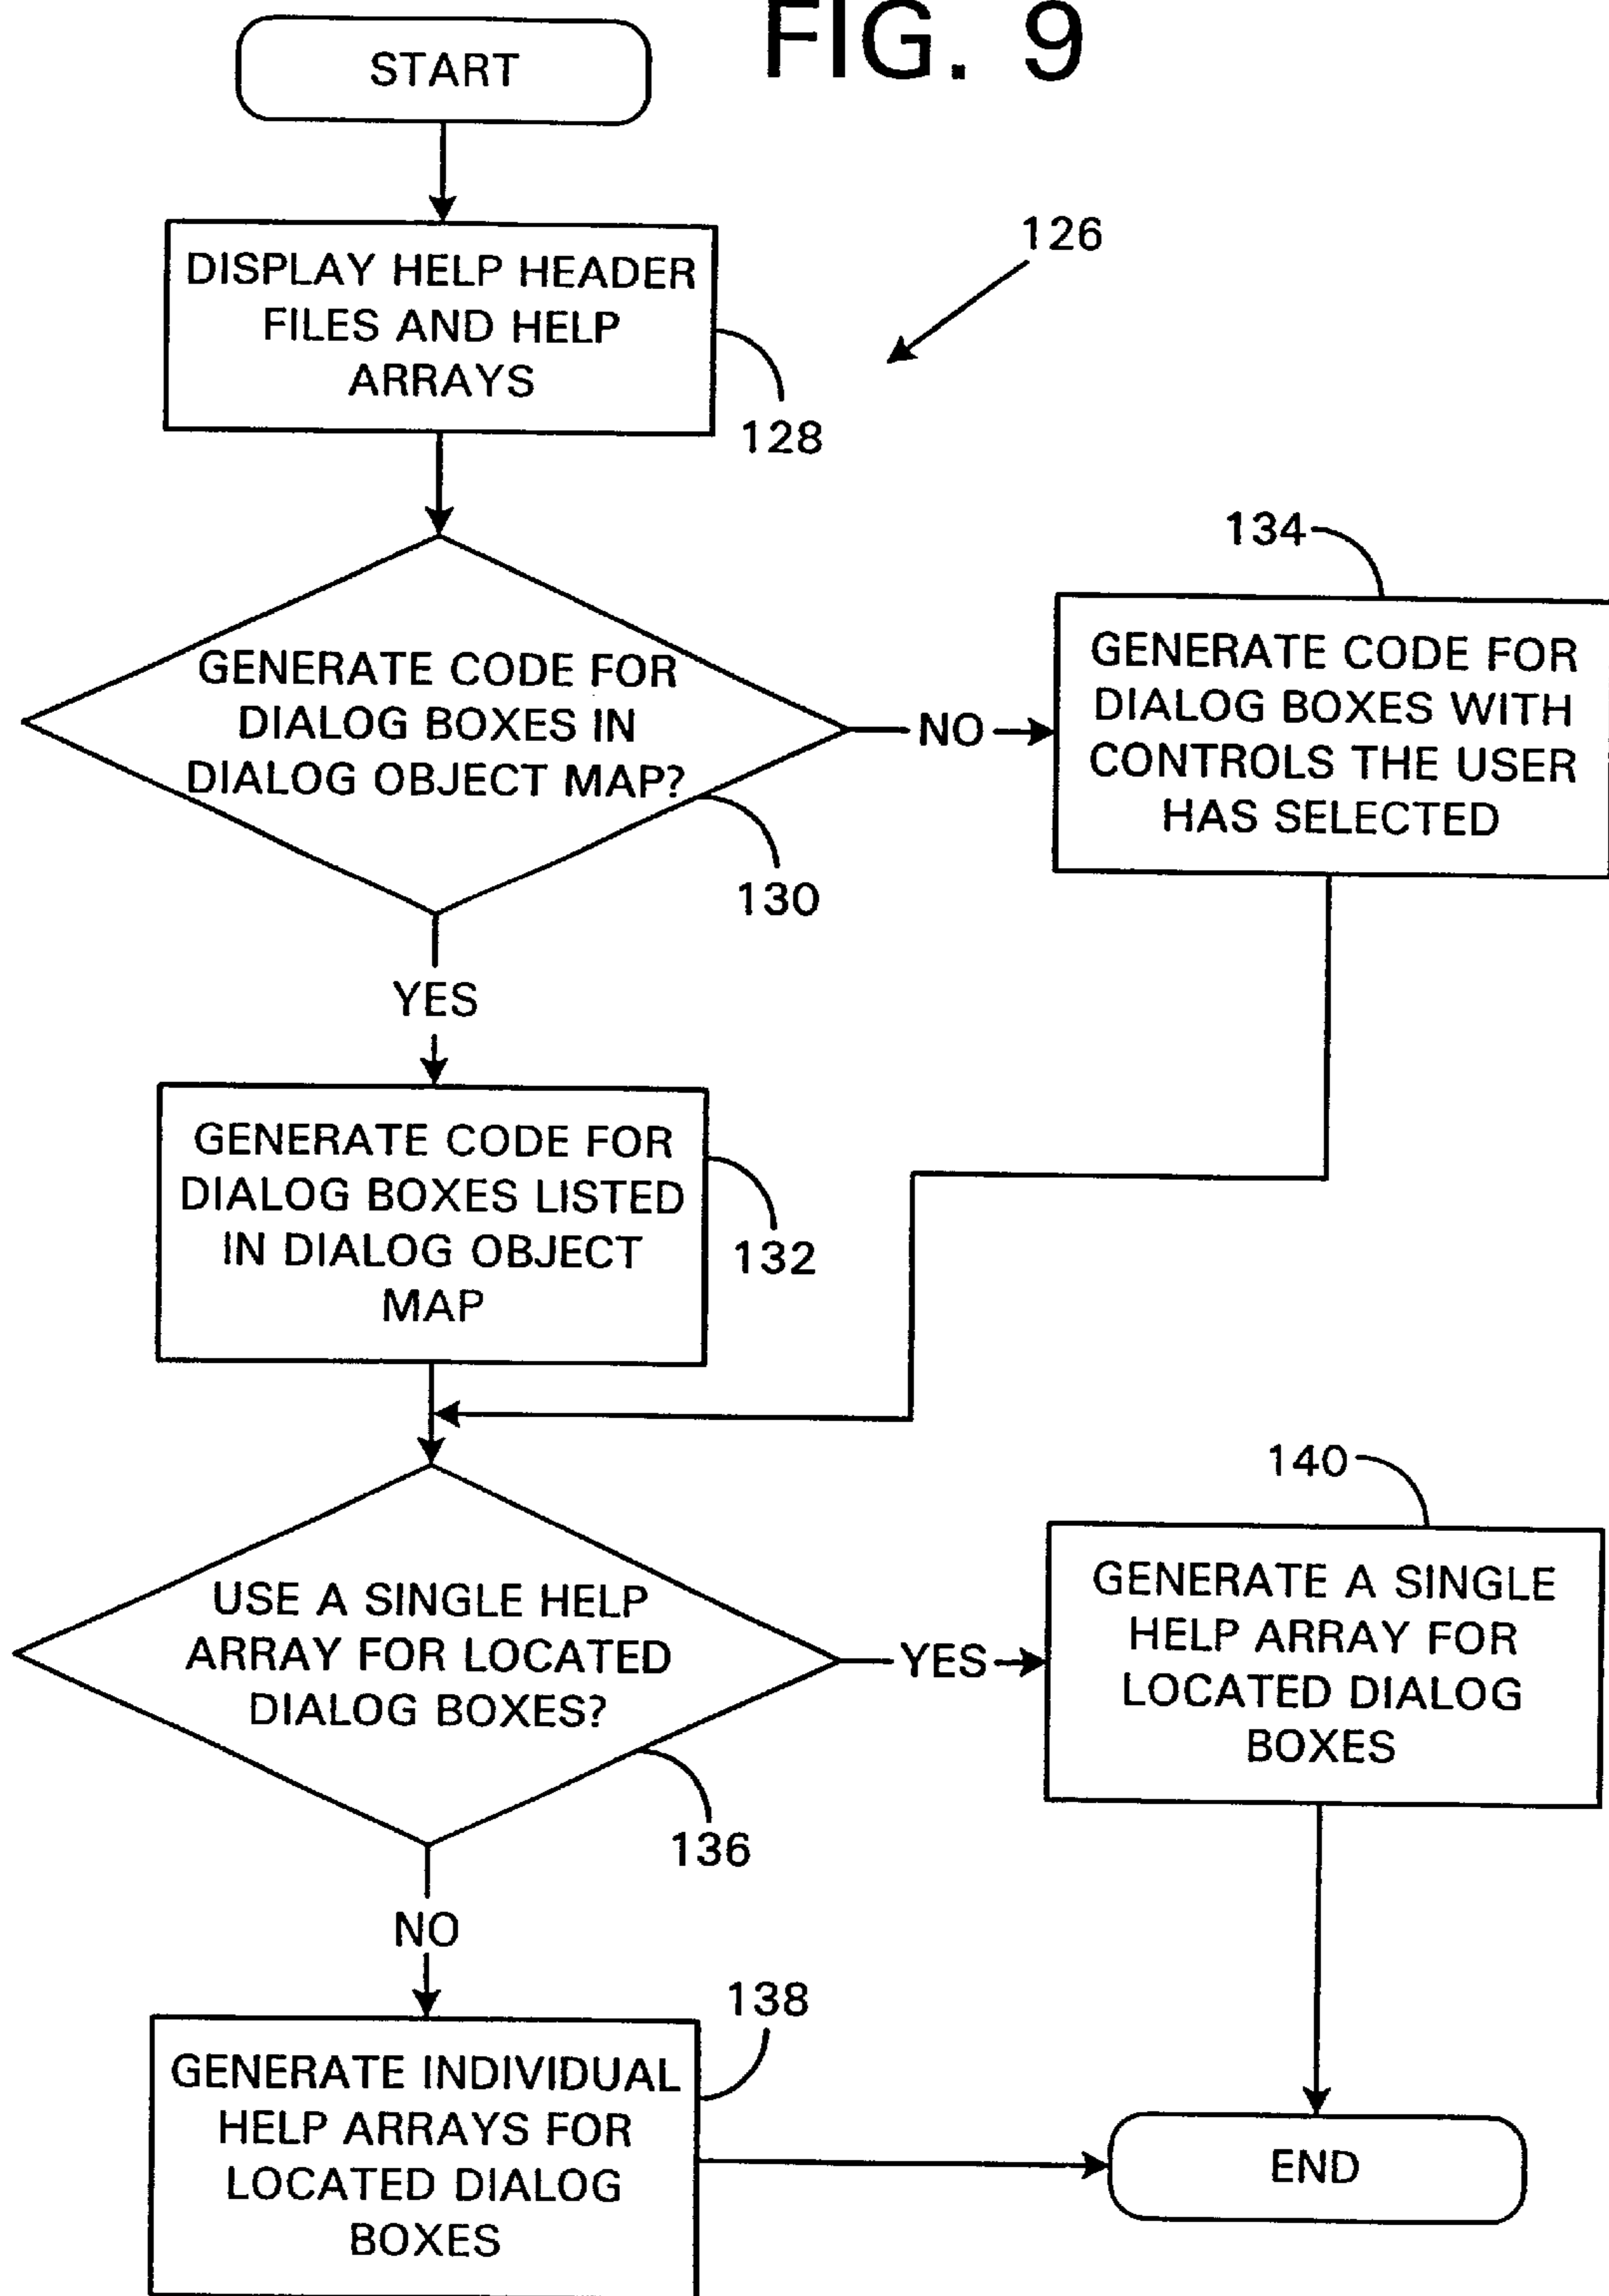 FIG. 9
START
126
DISPLAY HELP HEADER
FILES AND HELP
ARRAYS
128
GENERATE CODE FOR
DIALOG BOXES IN
DIALOG OBJECT MAP?
130
NO
134
GENERATE CODE FOR
DIALOG BOXES WITH
CONTROLS THE USER
HAS SELECTED
YES
GENERATE CODE FOR
DIALOG BOXES LISTED
IN DIALOG OBJECT
MAP
132
USE A SINGLE HELP
ARRAY FOR LOCATED
DIALOG BOXES?
136
YES
140
GENERATE A SINGLE
HELP ARRAY FOR
LOCATED DIALOG
BOXES
NO
138
GENERATE INDIVIDUAL
HELP ARRAYS FOR
LOCATED DIALOG
BOXES
END